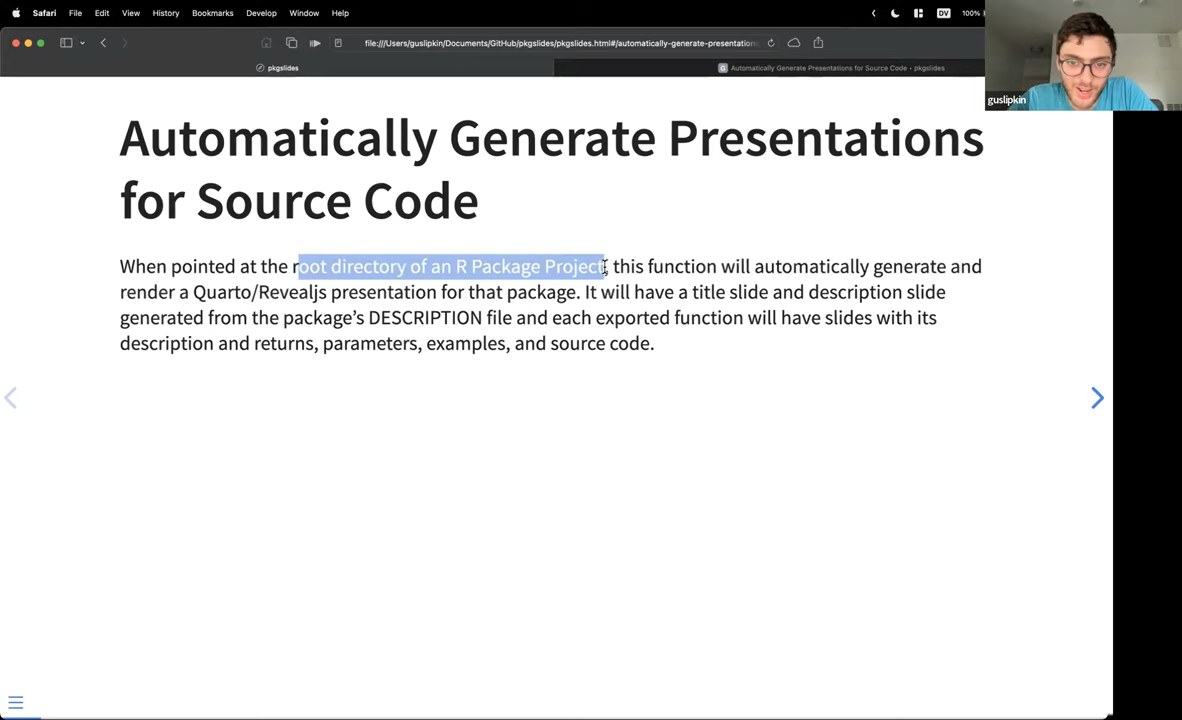 Safari File Edit View History Bookmarks Develop Window Help DV 100%
file:///Users/guslipkin/Documents/GitHub/pkgslides/pkgslides.html#/automatically-generate-presentation
pkgslides Automatically Generate Presentations for Source Code • pkgslides
guslipkin
Automatically Generate Presentations
for Source Code
When pointed at the root directory of an R Package Project, this function will automatically generate and
render a Quarto/Revealjs presentation for that package. It will have a title slide and description slide
generated from the package’s DESCRIPTION file and each exported function will have slides with its
description and returns, parameters, examples, and source code.